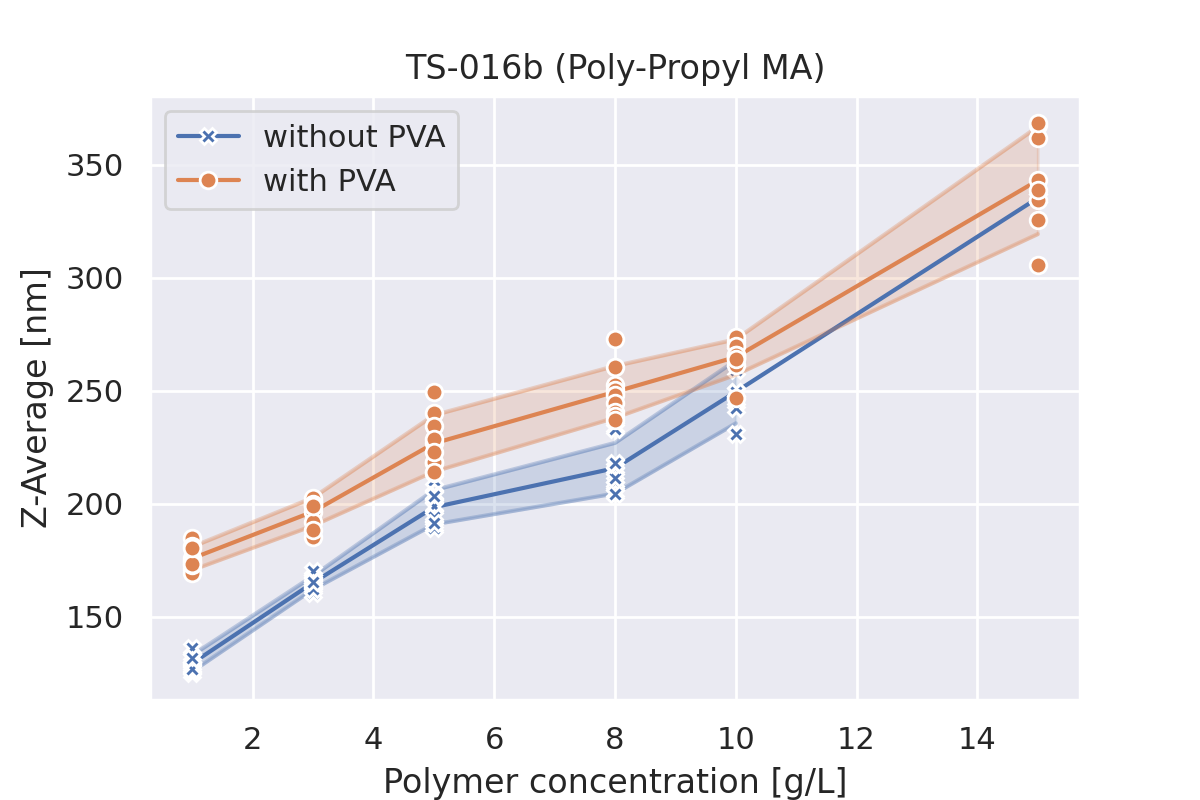 TS-016b (Poly-Propyl MA)
without PVA
with PVA
350
300
250
200
150
Z-Average [nm]
2 4 6 8 10 12 14
Polymer concentration [g/L]